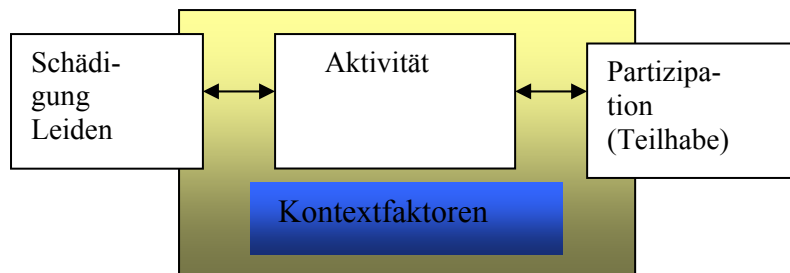 Schädi-
gung
Leiden
Aktivität
Partizipa-
tion
(Teilhabe)
Kontextfaktoren